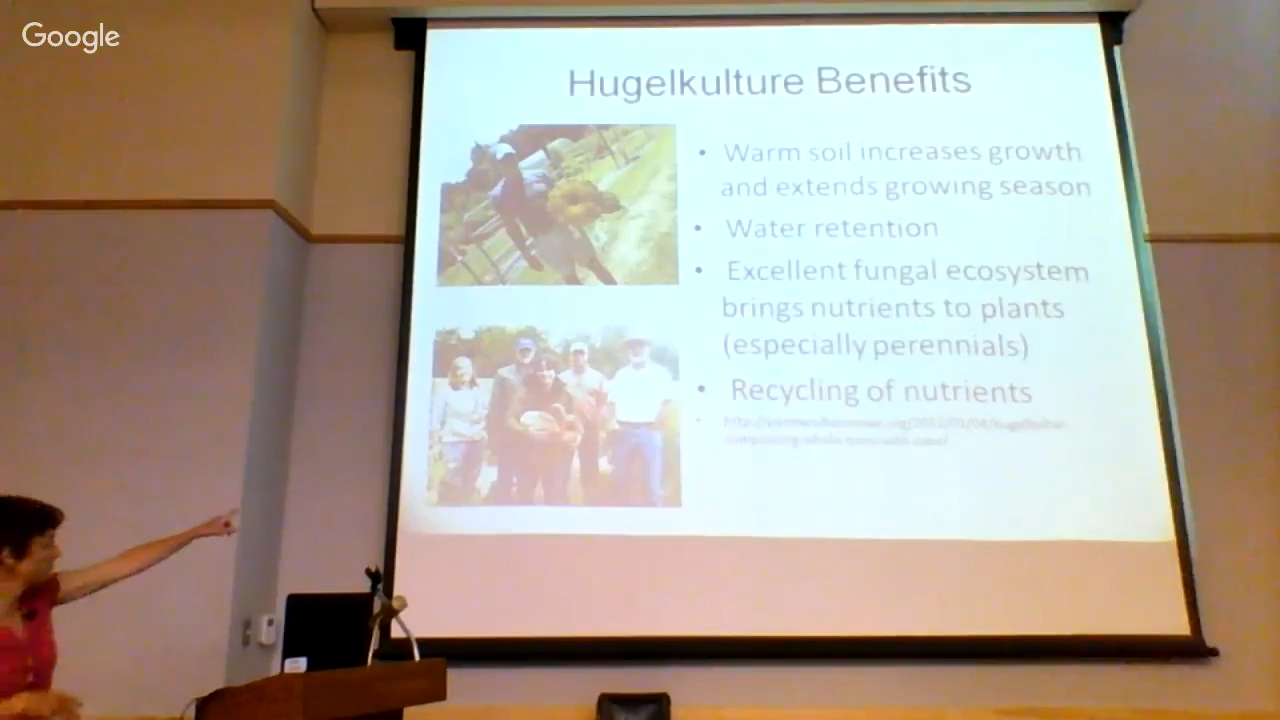 Google
Hugelkulture Benefits
• Warm soil increases growth
and extends growing season
• Water retention
• Excellent fungal ecosystem
brings nutrients to plants
(especially perennials)
• Recycling of nutrients